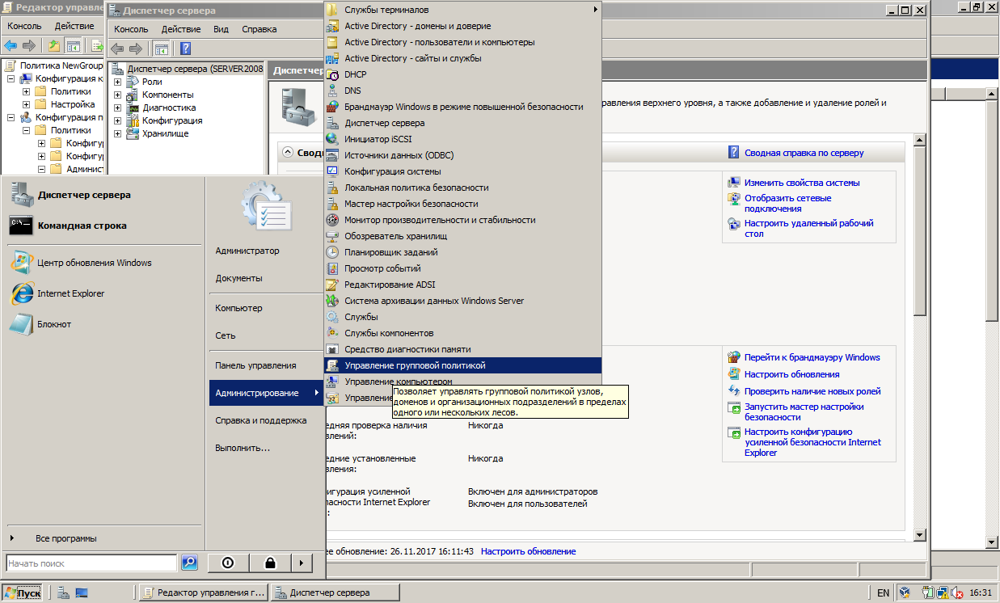 Редактор управле
Консоль Действие
Политика NewGroup
Конфигурация к
Политики
Настройка
Конфигурация п
Политики
Конфигур
Конфигур
Админист
Диспетчер сервера
Консоль Действие Вид Справка
Диспетчер сервера (SERVER2008
Роли
Компоненты
Диагностика
Конфигурация
Хранилище
Диспетчер
равления верхнего уровня, а также добавление и удаление ролей и
Сводная справка по серверу
Изменить свойства системы
Отобразить сетевые
подключения
Настроить удаленный рабочий
стол
Перейти к брандмауэру Windows
Настроить обновления
Проверить наличие новых ролей
Запустить мастер настройки
безопасности
Настроить конфигурацию
усиленной безопасности Internet
Explorer
Службы терминалов
Active Directory - домены и доверие
Active Directory - пользователи и компьютеры
Active Directory - сайты и службы
DHCP
DNS
Брандмауэр Windows в режиме повышенной безопасности
Диспетчер сервера
Инициатор iSCSI
Источники данных (ODBC)
Конфигурация системы
Локальная политика безопасности
Мастер настройки безопасности
Монитор производительности и стабильности
Обозреватель хранилищ
Планировщик заданий
Просмотр событий
Редактирование ADSI
Система архивации данных Windows Server
Службы
Службы компонентов
Средство диагностики памяти
Управление групповой политикой
Управление компьютером
Управление
Позволяет управлять групповой политикой узлов,
доменов и организационных подразделений в пределах
одного или нескольких лесов.
едняя проверка наличия Никогда
влений:
едние установленные Никогда
вления:
игурация усиленной Включен для администраторов
пасности Internet Explorer Включен для пользователей
:
ее обновление: 26.11.2017 16:11:43 Настроить обновление
Диспетчер сервера
Командная строка
Центр обновления Windows
Internet Explorer
Блокнот
Все программы
Начать поиск
Администратор
Документы
Компьютер
Сеть
Панель управления
Администрирование
Справка и поддержка
Выполнить...
Пуск
Редактор управления г...
Диспетчер сервера
EN
16:31